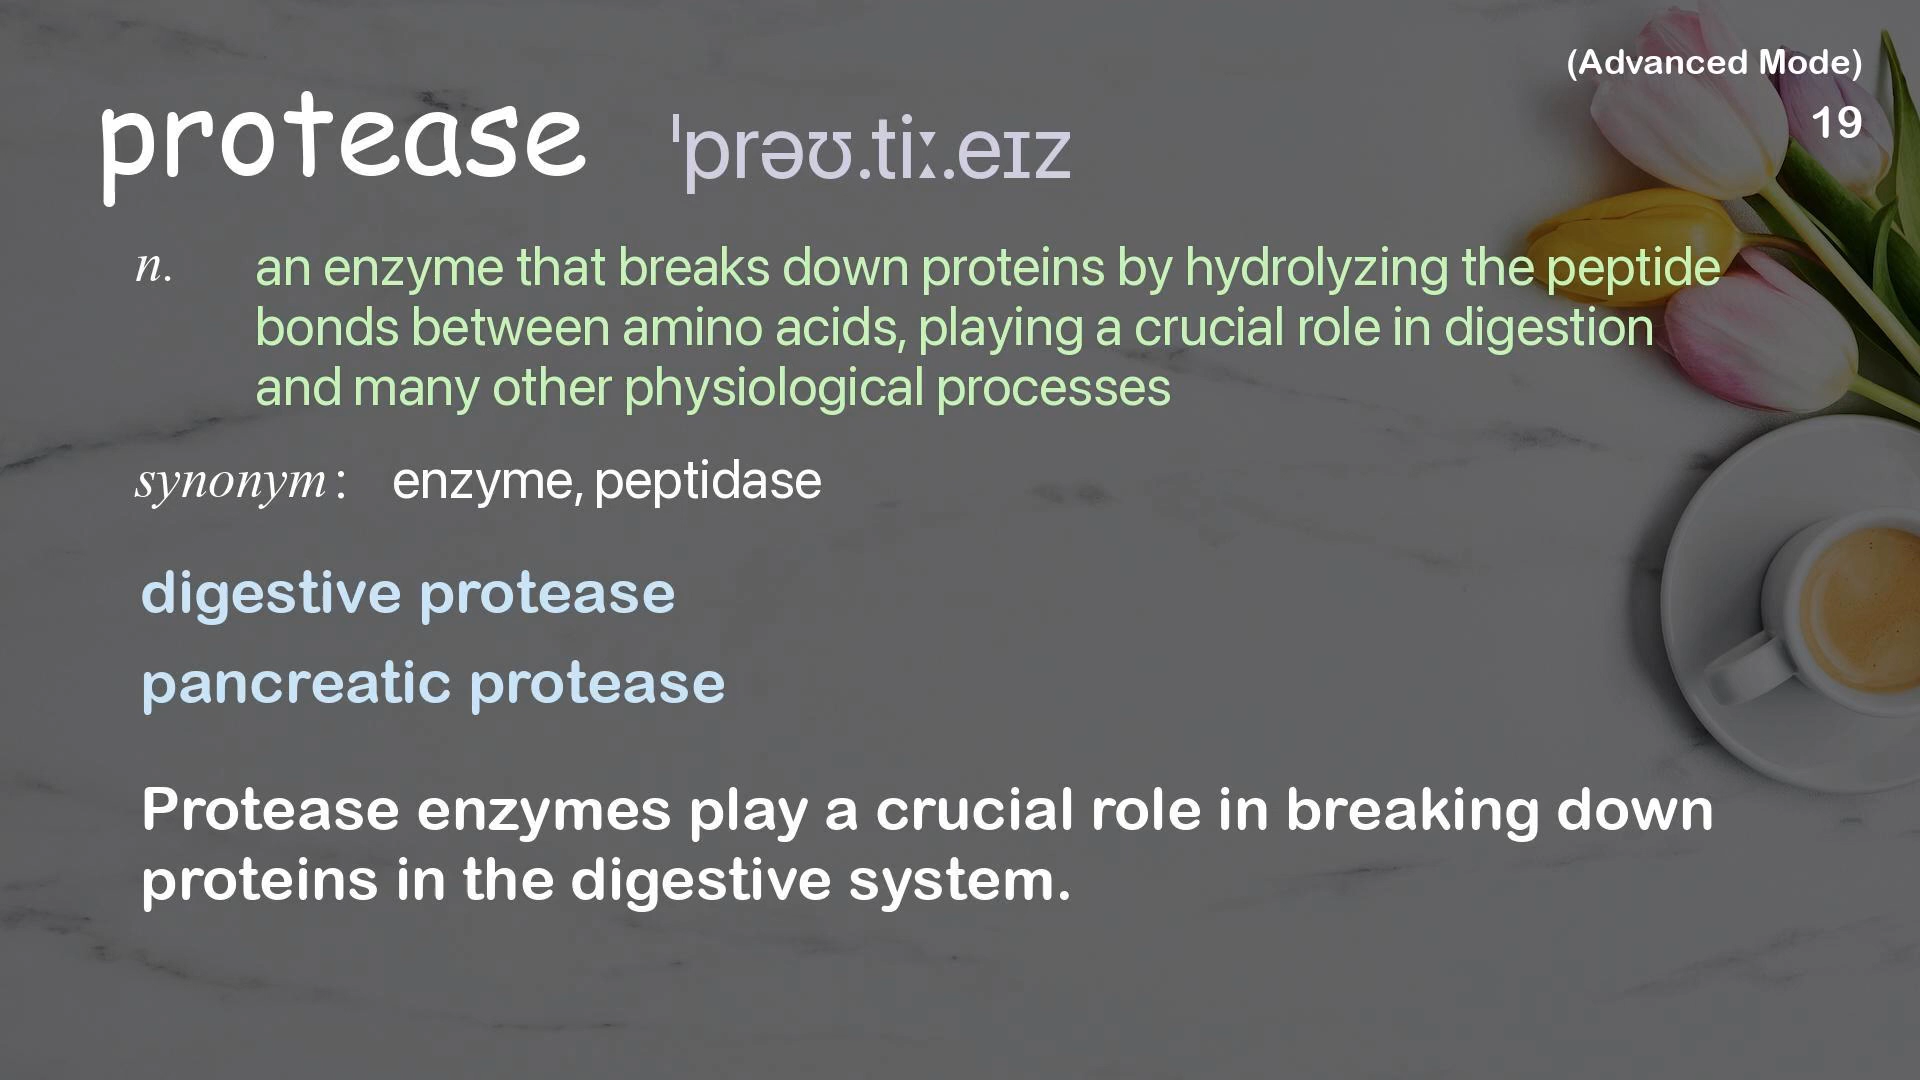 (Advanced Mode)
19
protease ˈprəʊ.tiː.eɪz
n. an enzyme that breaks down proteins by hydrolyzing the peptide
bonds between amino acids, playing a crucial role in digestion
and many other physiological processes
synonym : enzyme, peptidase
digestive protease
pancreatic protease
Protease enzymes play a crucial role in breaking down
proteins in the digestive system.